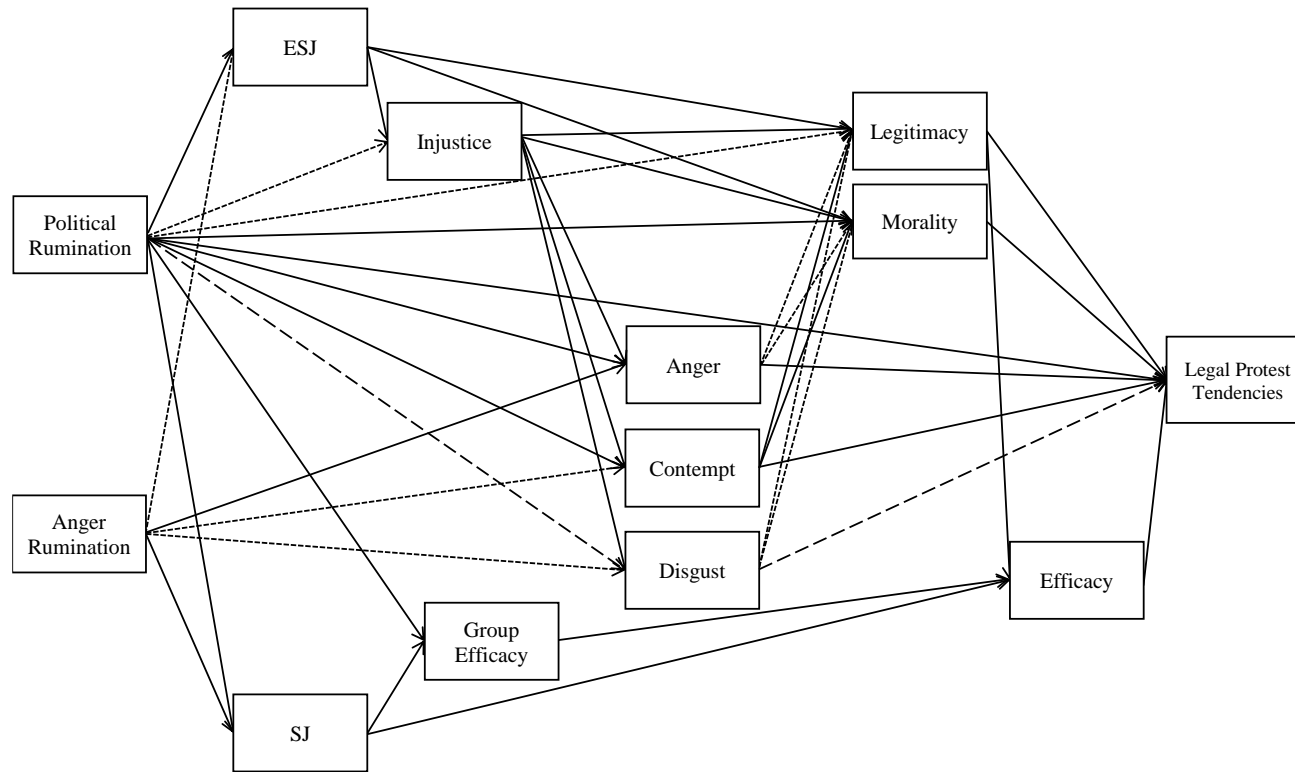 ESJ
Injustice
Legitimacy
Political
Rumination
Morality
Anger
Legal Protest
Tendencies
Contempt
Anger
Rumination
Disgust
Efficacy
Group
Efficacy
SJ